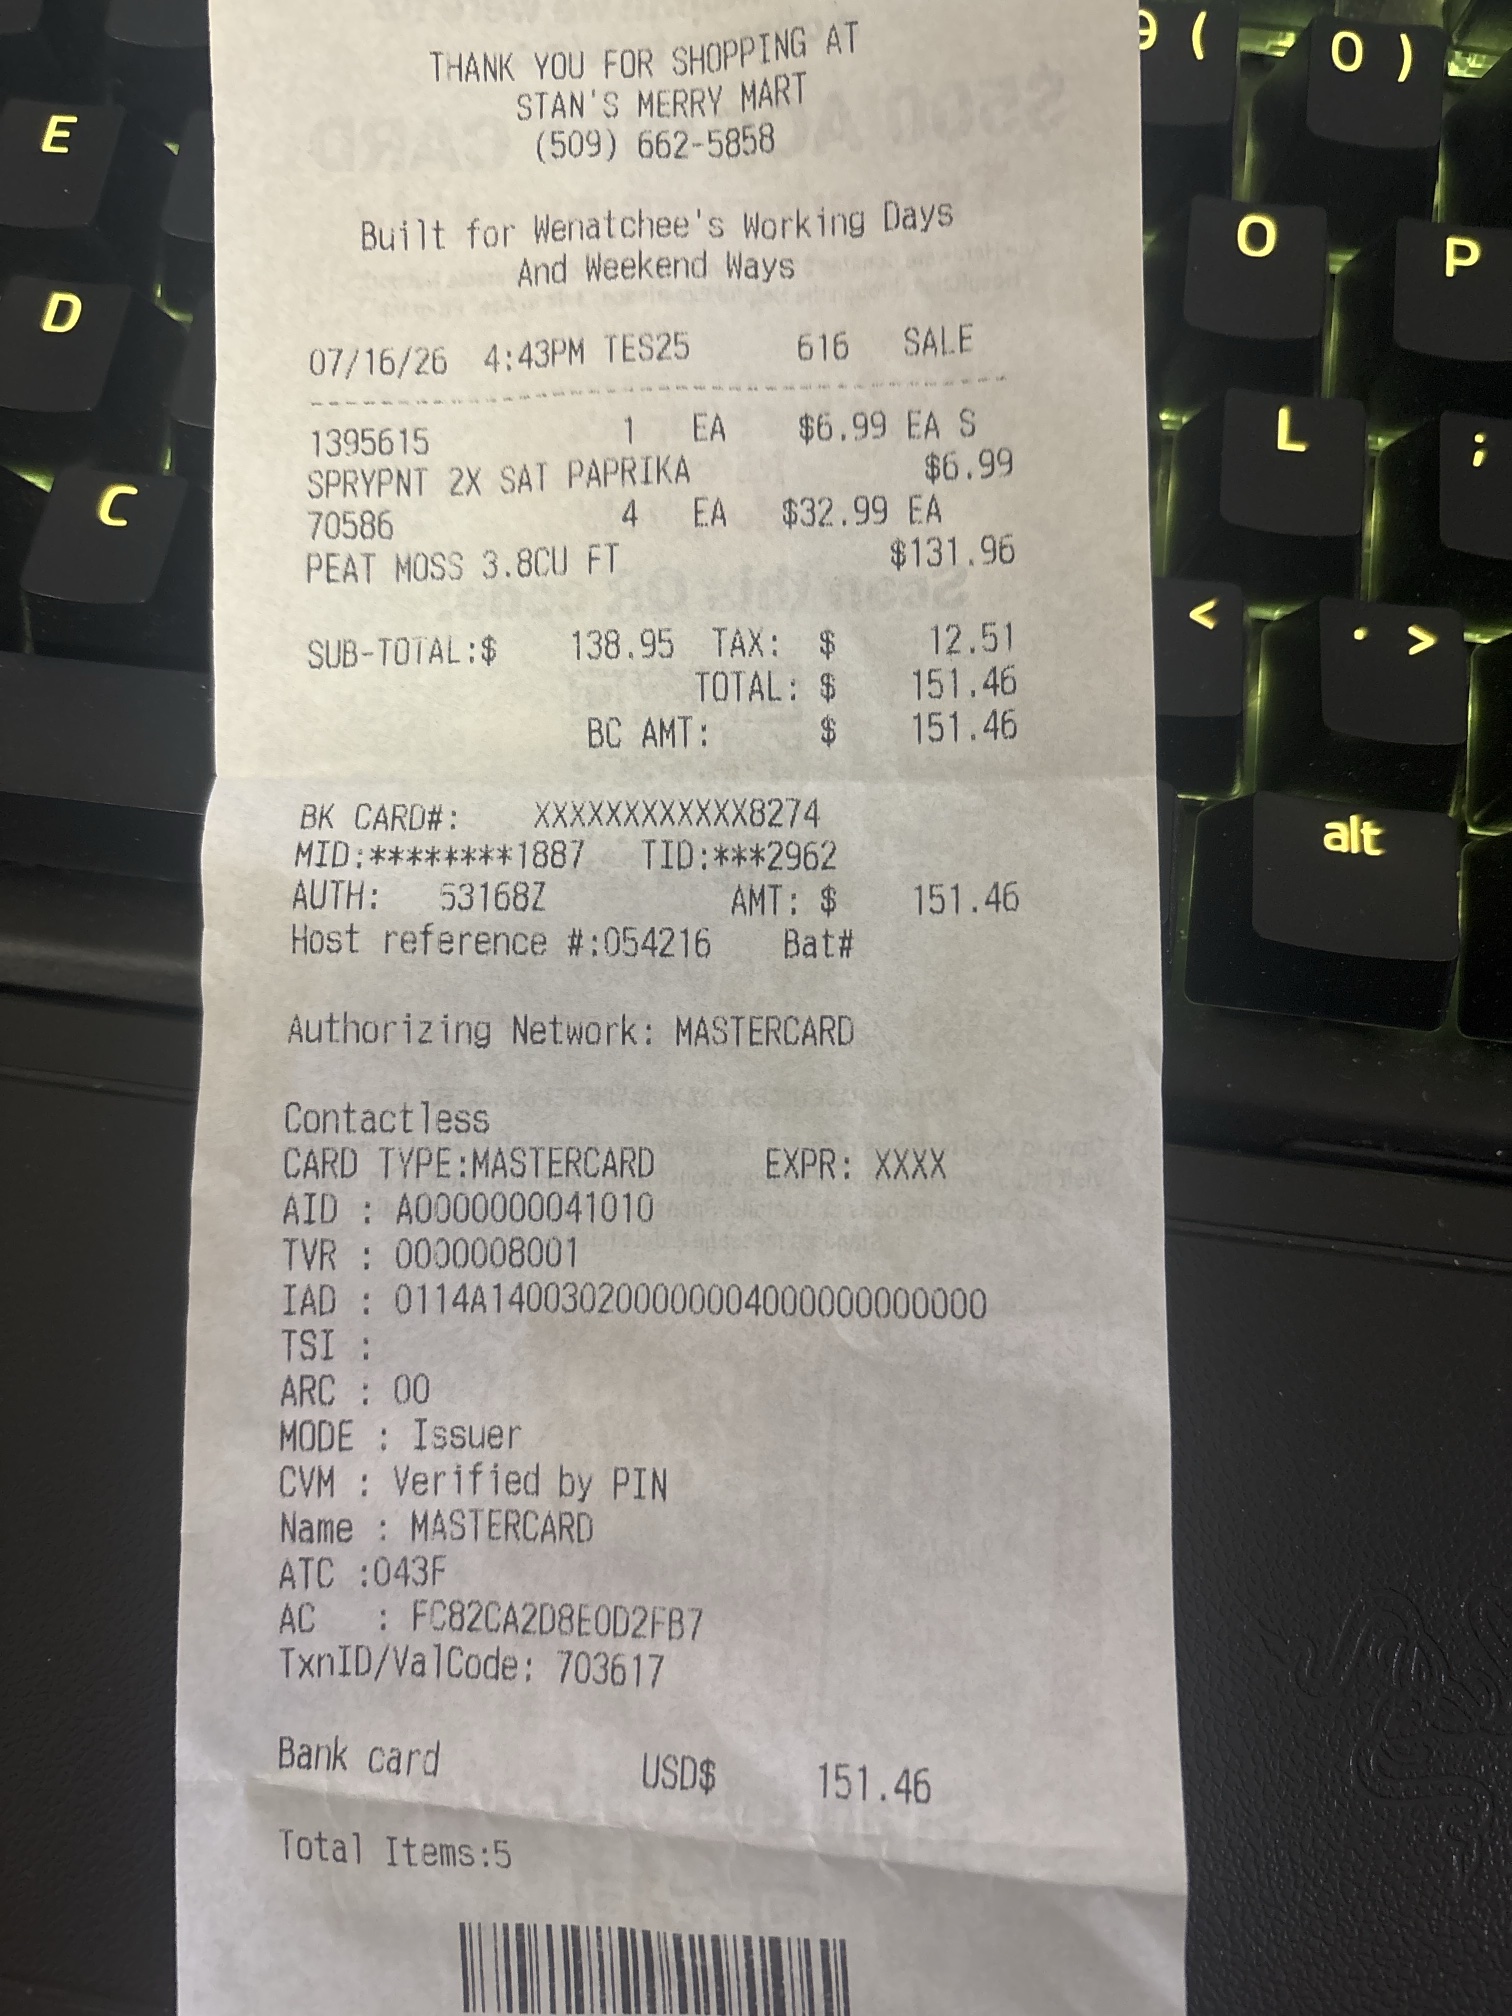 THANK YOU FOR SHOPPING AT
STAN'S MERRY MART
(509) 662-5858
Built for Wenatchee's Working Days
And Weekend Ways
07/16/26 4:43PM TES25 616 SALE
1395615 1 EA $6.99 EA S
SPRYPNT 2X SAT PAPRIKA $6.99
70586 4 EA $32.99 EA
PEAT MOSS 3.8CU FT $131.96
SUB-TOTAL:$ 138.95 TAX: $ 12.51
TOTAL: $ 151.46
BC AMT: $ 151.46
BK CARD#: XXXXXXXXXXXX8274
MID:********1887 TID:***2962
AUTH: 53168Z AMT: $ 151.46
Host reference #:054216 Bat#
Authorizing Network: MASTERCARD
Contactless
CARD TYPE:MASTERCARD EXPR: XXXX
AID : A0000000041010
TVR : 0000008001
IAD : 0114A14003020000004000000000000
TSI :
ARC : 00
MODE : Issuer
CVM : Verified by PIN
Name : MASTERCARD
ATC :043F
AC : FC82CA2D8E0D2FB7
TxnID/ValCode: 703617
Bank card USD$ 151.46
Total Items:5
E
D
C
9 (
0 )
O
P
L
;
<
. >
alt